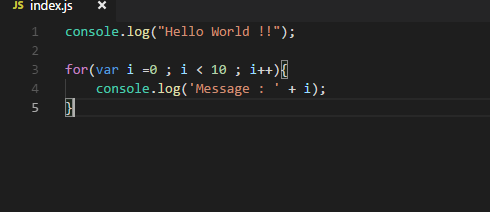 JS index.js ×
1 console.log("Hello World !!");
2
3 for(var i =0 ; i < 10 ; i++){
4     console.log('Message : ' + i);
5 }